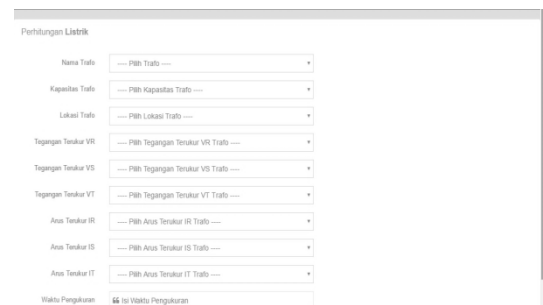 Perhitungan Listrik
Nama Trafo ---- Pilih Trafo ----
Kapasitas Trafo ---- Pilih Kapasitas Trafo ----
Lokasi Trafo ---- Pilih Lokasi Trafo ----
Tegangan Terukur VR ---- Pilih Tegangan Terukur VR Trafo ----
Tegangan Terukur VS ---- Pilih Tegangan Terukur VS Trafo ----
Tegangan Terukur VT ---- Pilih Tegangan Terukur VT Trafo ----
Arus Terukur IR ---- Pilih Arus Terukur IR Trafo ----
Arus Terukur IS ---- Pilih Arus Terukur IS Trafo ----
Arus Terukur IT ---- Pilih Arus Terukur IT Trafo ----
Waktu Pengukuran Isi Waktu Pengukuran